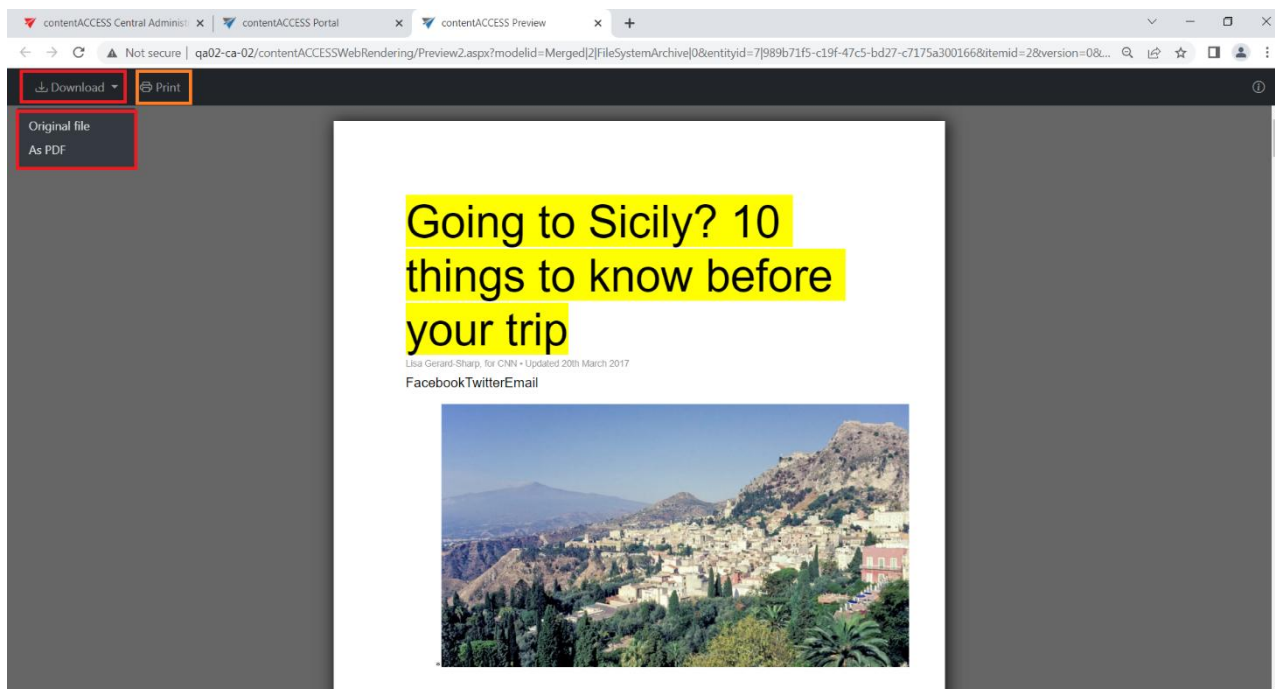 contentACCESS Central Administr
contentACCESS Portal
contentACCESS Preview
Not secure | qa02-ca-02/contentACCESSWebRendering/Preview2.aspx?modelid=Merged|2|FileSystemArchive|0&entityid=7|989b71f5-c19f-47c5-bd27-c7175a300166&itemid=2&version=0&...
Download
Print
Original file
As PDF
Going to Sicily? 10
things to know before
your trip
Lisa Gerard-Sharp, for CNN • Updated 20th March 2017
FacebookTwitterEmail